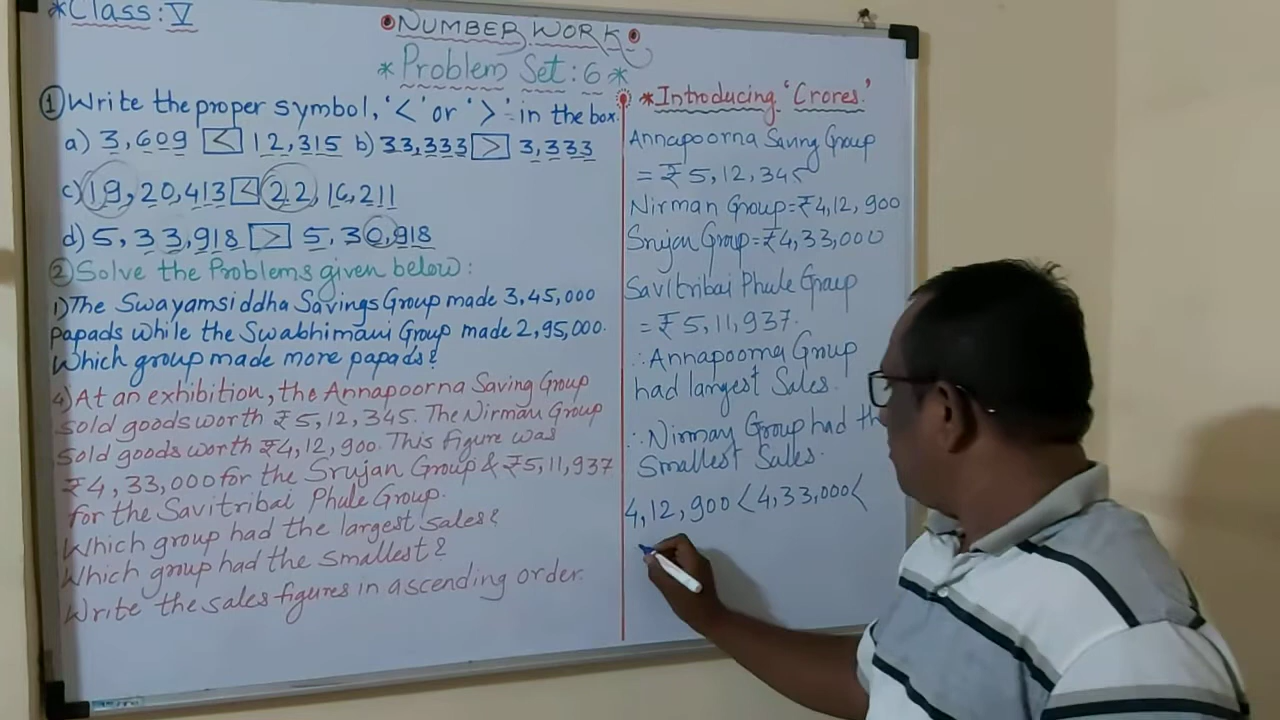 *Class: V
NUMBER WORK
* Problem Set: 6 *
① Write the proper symbol, '<' or '>' in the box.
a) 3,609 < 12,315 b) 33,333 > 3,333
c) 19,20,413 < 22,16,211
d) 5,33,918 > 5,30,918
② Solve the Problems given below:
1) The Swayamsiddha Savings Group made 3,45,000
papads while the Swabhimani Group made 2,95,000.
Which group made more papads?
4) At an exhibition, the Annapoorna Saving Group
sold goods worth ₹5,12,345. The Nirman Group
sold goods worth ₹4,12,900. This figure was
₹4,33,000 for the Srujan Group & ₹5,11,937
for the Savitribai Phule Group.
Which group had the largest sales?
Which group had the smallest?
Write the sales figures in ascending order.
* Introducing 'Crores.'
Annapoorna Saving Group
= ₹5,12,345
Nirman Group = ₹4,12,900
Srujan Group = ₹4,33,000
Savitribai Phule Group
= ₹5,11,937.
∴ Annapoorna Group
had largest Sales.
∴ Nirman Group had th
Smallest Sales.
4,12,900 < 4,33,000 <